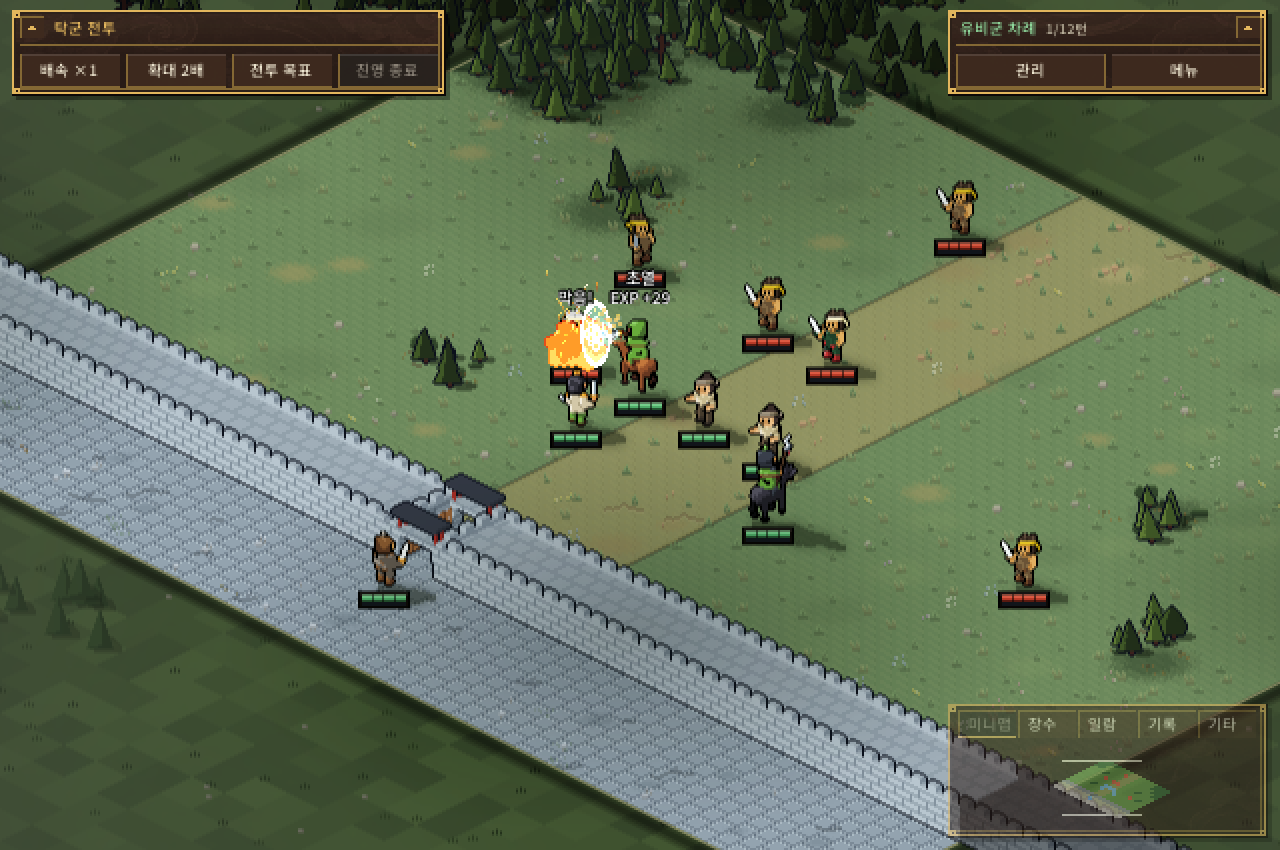 탁군 전투
배속 ×1
확대 2배
전투 목표
진영 종료
유비군 차례 1/12턴
관리
메뉴
초열
막음!
EXP +29
미니맵
장수
일람
기록
기타